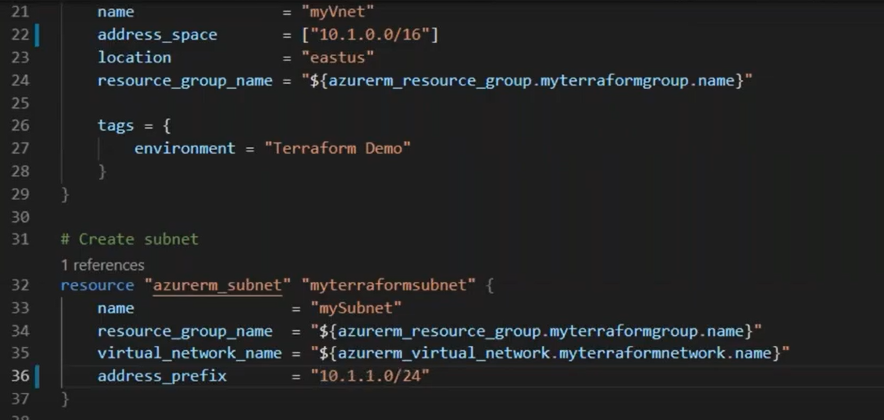 21 name = "myVnet"
22 address_space = ["10.1.0.0/16"]
23 location = "eastus"
24 resource_group_name = "${azurerm_resource_group.myterraformgroup.name}"
25
26 tags = {
27 environment = "Terraform Demo"
28 }
29 }
30
31 # Create subnet
1 references
32 resource "azurerm_subnet" "myterraformsubnet" {
33 name = "mySubnet"
34 resource_group_name = "${azurerm_resource_group.myterraformgroup.name}"
35 virtual_network_name = "${azurerm_virtual_network.myterraformnetwork.name}"
36 address_prefix = "10.1.1.0/24"
37 }
38